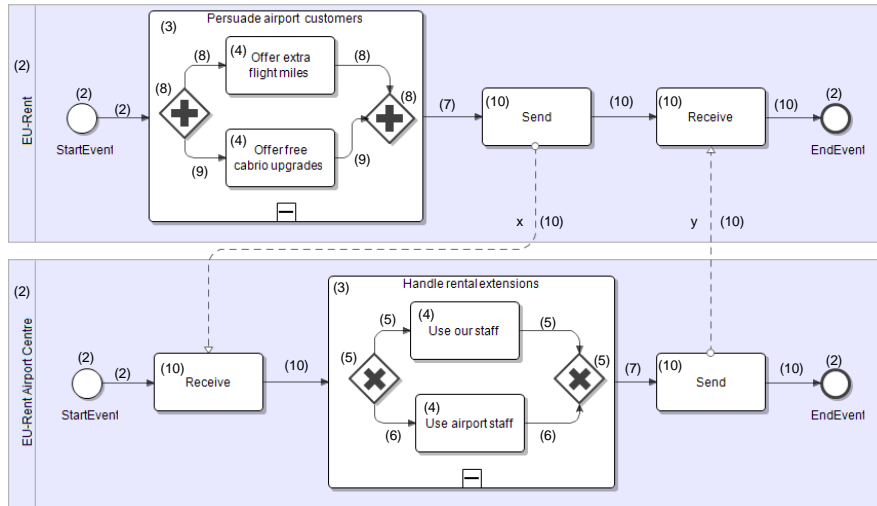 Persuade airport customers
(3)
(4) Offer extra
flight miles
(8)
(8)
(2)
(2)
(8)
(8)
(2)
(7)
(10)
Send
(10)
(10)
Receive
(10)
(2)
EU-Rent
StartEvent
(4) Offer free
cabrio upgrades
(9)
(9)
EndEvent
x
(10)
y
(10)
Handle rental extensions
(3)
(2)
(4)
Use our staff
(5)
(5)
(2)
(2)
(10)
Receive
(10)
(5)
(5)
(7)
(10)
Send
(10)
(2)
EU-Rent Airport Centre
StartEvent
(4)
Use airport staff
(6)
(6)
EndEvent